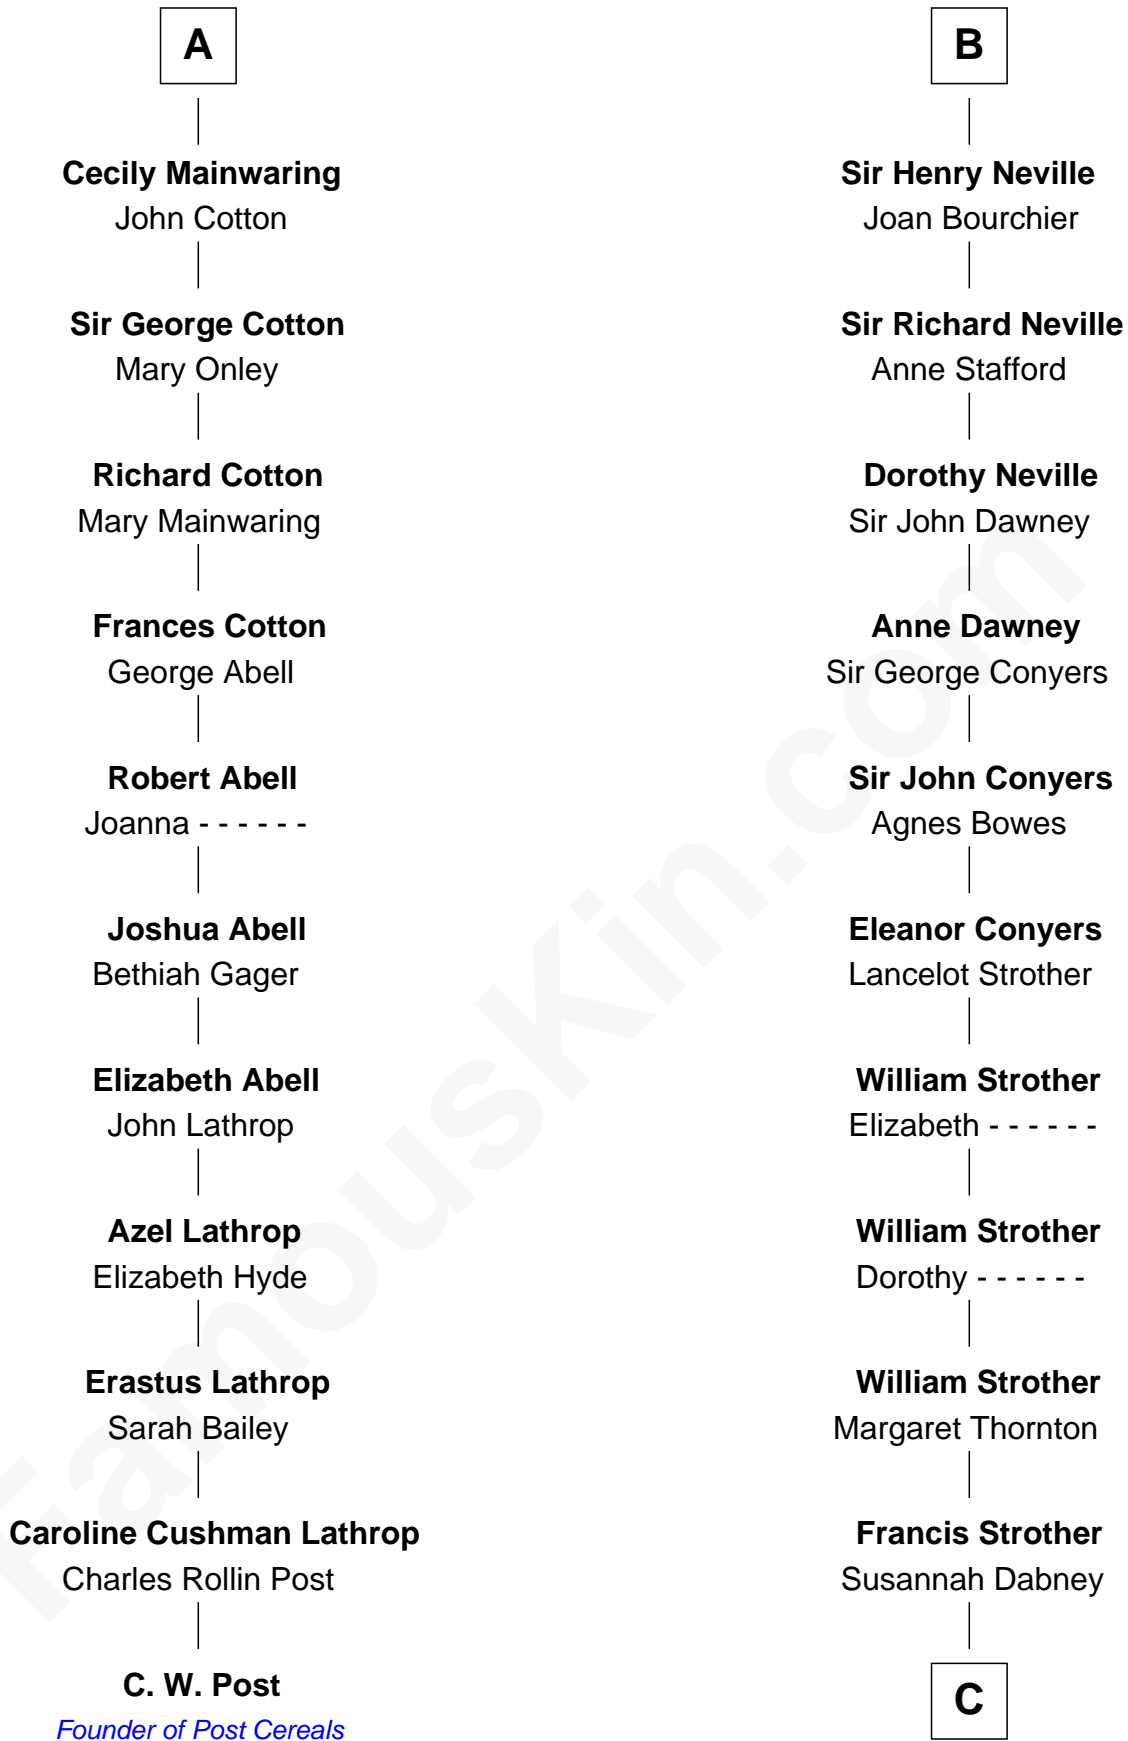 A
Cecily Mainwaring
John Cotton
Sir George Cotton
Mary Onley
Richard Cotton
Mary Mainwaring
Frances Cotton
George Abell
Robert Abell
Joanna - - - - - -
Joshua Abell
Bethiah Gager
Elizabeth Abell
John Lathrop
Azel Lathrop
Elizabeth Hyde
Erastus Lathrop
Sarah Bailey
Caroline Cushman Lathrop
Charles Rollin Post
C. W. Post
Founder of Post Cereals
B
Sir Henry Neville
Joan Bourchier
Sir Richard Neville
Anne Stafford
Dorothy Neville
Sir John Dawney
Anne Dawney
Sir George Conyers
Sir John Conyers
Agnes Bowes
Eleanor Conyers
Lancelot Strother
William Strother
Elizabeth - - - - - -
William Strother
Dorothy - - - - - -
William Strother
Margaret Thornton
Francis Strother
Susannah Dabney
C
FamousKin.com